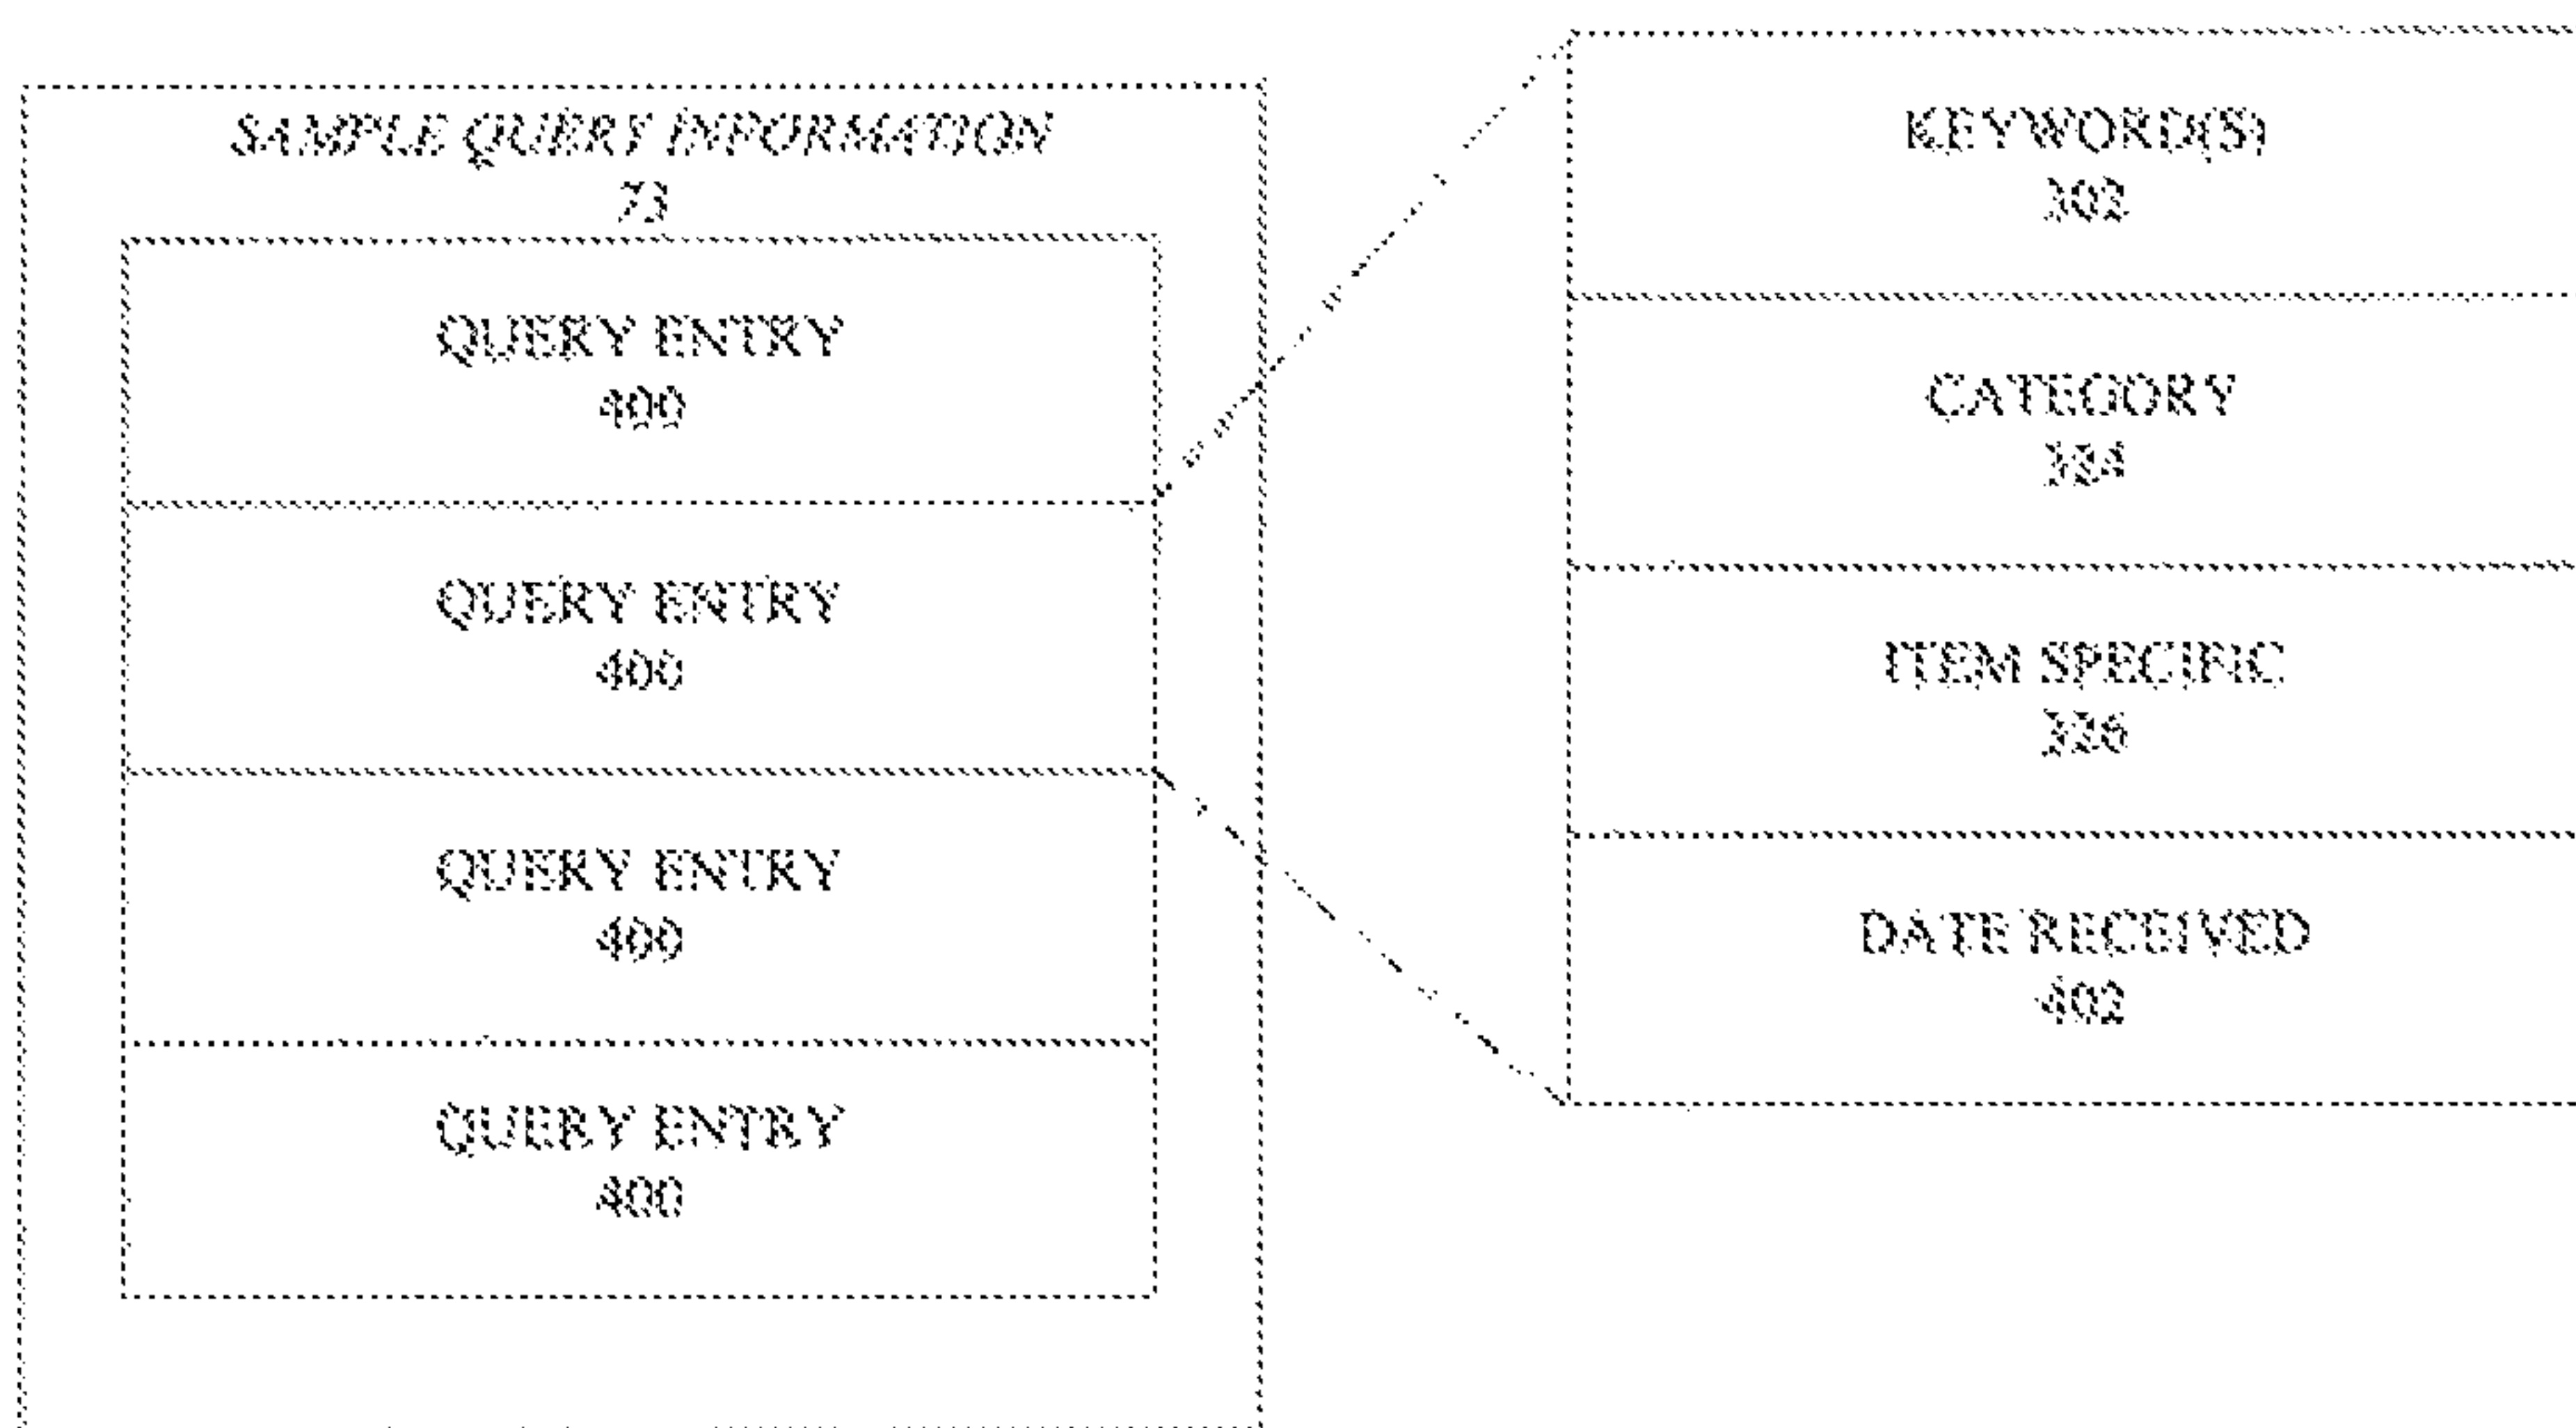 SAMPLE QUERY INFORMATION
73
QUERY ENTRY
400
QUERY ENTRY
400
QUERY ENTRY
400
QUERY ENTRY
400
KEYWORD(S)
302
CATEGORY
ITEM SPECIFIC
DATE RECEIVED
402